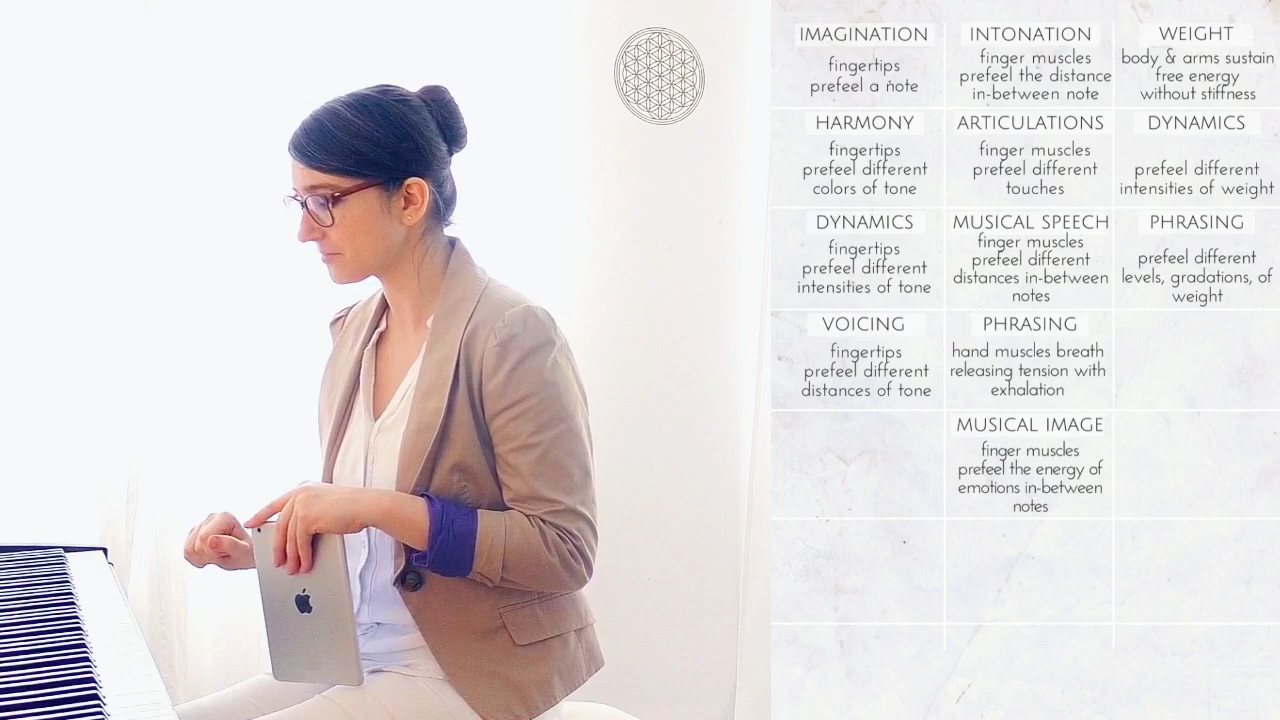 IMAGINATION
fingertips
prefeel a note
INTONATION
finger muscles
prefeel the distance
in-between note
WEIGHT
body & arms sustain
free energy
without stiffness
HARMONY
fingertips
prefeel different
colors of tone
ARTICULATIONS
finger muscles
prefeel different
touches
DYNAMICS
prefeel different
intensities of weight
DYNAMICS
fingertips
prefeel different
intensities of tone
MUSICAL SPEECH
finger muscles
prefeel different
distances in-between
notes
PHRASING
prefeel different
levels, gradations, of
weight
VOICING
fingertips
prefeel different
distances of tone
PHRASING
hand muscles breath
releasing tension with
exhalation
MUSICAL IMAGE
finger muscles
prefeel the energy of
emotions in-between
notes